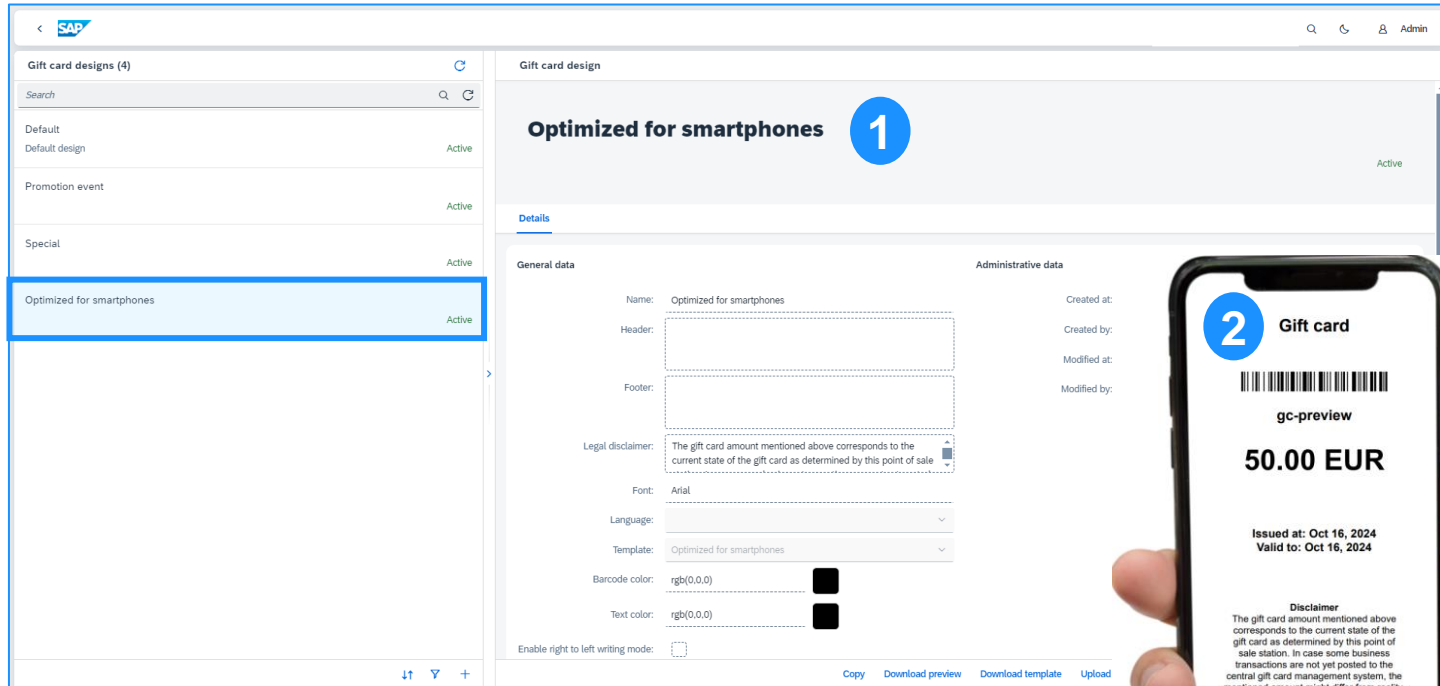 SAP
Admin
Gift card designs (4)
Search
Default
Default design
Active
Promotion event
Active
Special
Active
Optimized for smartphones
Active
Gift card design
Optimized for smartphones
1
Active
Details
General data
Name: Optimized for smartphones
Header:
Footer:
Legal disclaimer: The gift card amount mentioned above corresponds to the
current state of the gift card as determined by this point of sale
Font: Arial
Language:
Template: Optimized for smartphones
Barcode color: rgb(0,0,0)
Text color: rgb(0,0,0)
Enable right to left writing mode:
Administrative data
Created at:
Created by:
Modified at:
Modified by:
Copy Download preview Download template Upload
2
Gift card
gc-preview
50.00 EUR
Issued at: Oct 16, 2024
Valid to: Oct 16, 2024
Disclaimer
The gift card amount mentioned above
corresponds to the current state of the
gift card as determined by this point of
sale station. In case some business
transactions are not yet posted to the
central gift card management system, the
mentioned amount might differ from reality